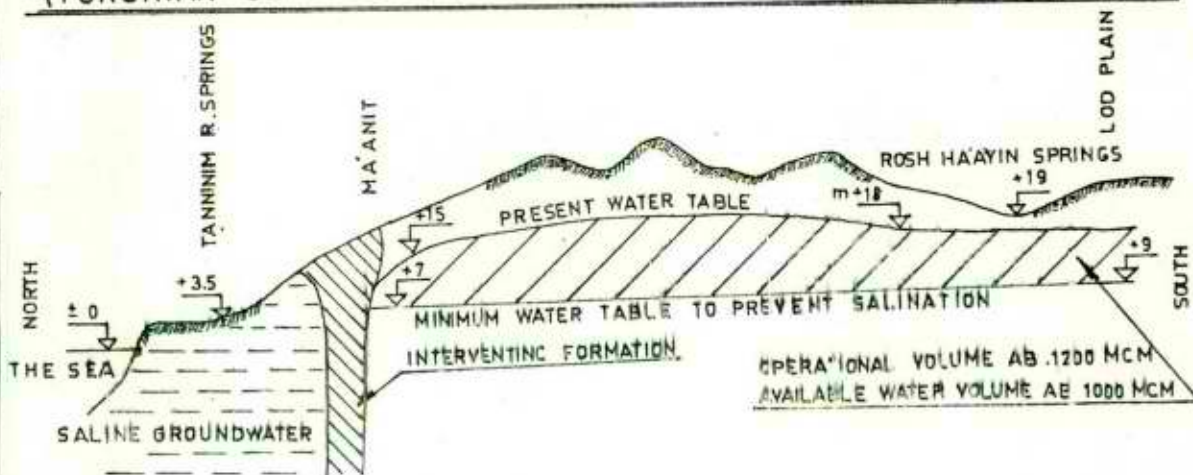 TANNINIM R. SPRINGS
MA'ANIT
LOD PLAIN
ROSH HA'AYIN SPRINGS
+19
m+18
PRESENT WATER TABLE
+15
+9
+7
+3.5
NORTH
SOUTH
± 0
MINIMUM WATER TABLE TO PREVENT SALINATION
THE SEA
INTERVENTING FORMATION
OPERATIONAL VOLUME AB.1200 MCM
AVAILABLE WATER VOLUME AB 1000 MCM
SALINE GROUNDWATER